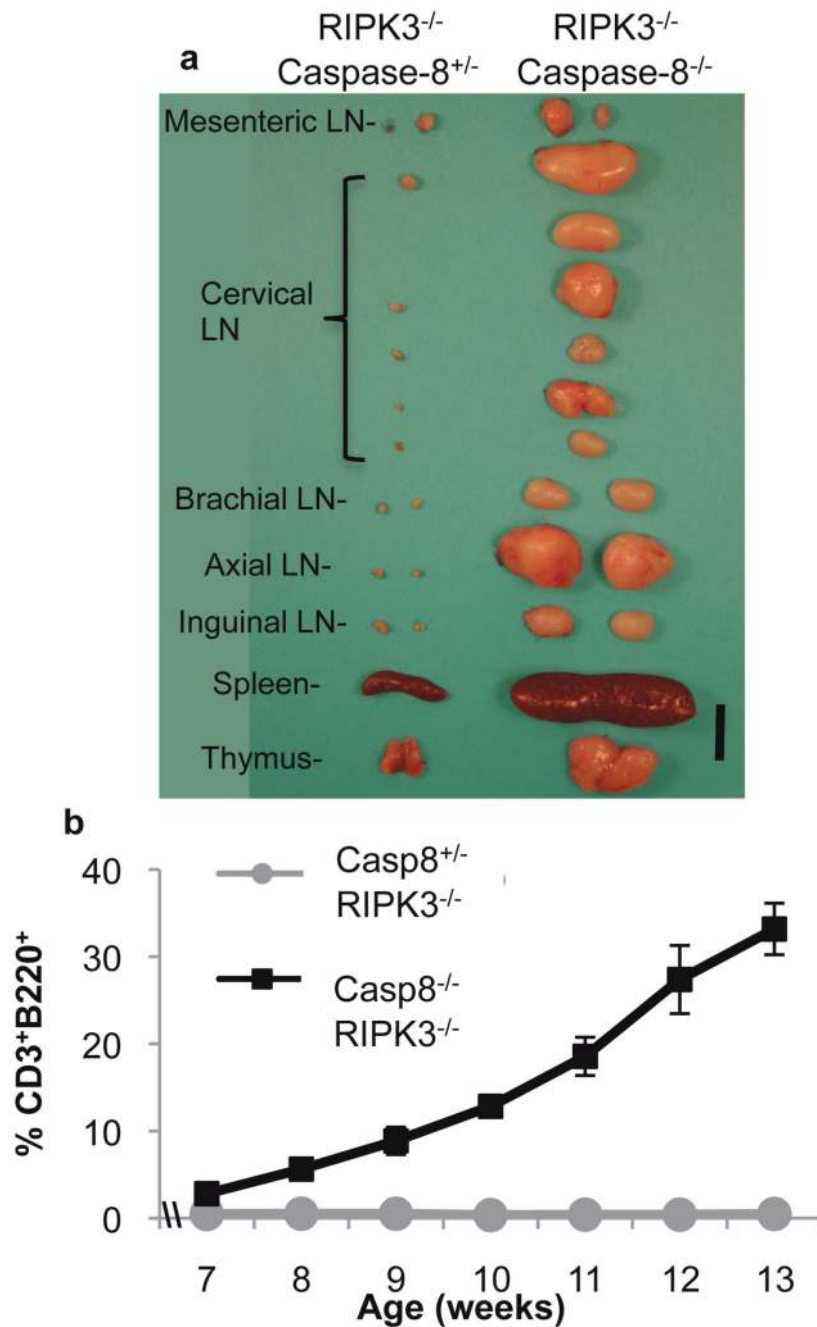 a
RIPK3-/-
Caspase-8+/-
RIPK3-/-
Caspase-8-/-
Mesenteric LN-
Cervical
LN
Brachial LN-
Axial LN-
Inguinal LN-
Spleen-
Thymus-
b
Casp8+/-
RIPK3-/-
Casp8-/-
RIPK3-/-
% CD3+B220+
40
30
20
10
0
7 8 9 10 11 12 13
Age (weeks)